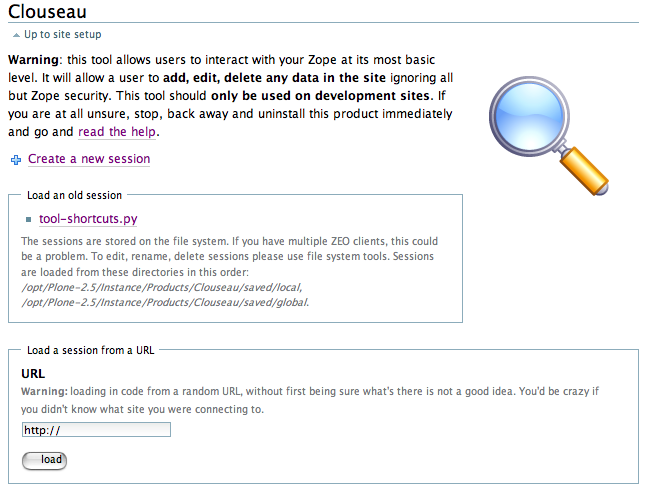 Clouseau
Up to site setup
Warning: this tool allows users to interact with your Zope at its most basic
level. It will allow a user to add, edit, delete any data in the site ignoring all
but Zope security. This tool should only be used on development sites. If
you are at all unsure, stop, back away and uninstall this product immediately
and go and read the help.
Create a new session
Load an old session
tool-shortcuts.py
The sessions are stored on the file system. If you have multiple ZEO clients, this could
be a problem. To edit, rename, delete sessions please use file system tools. Sessions
are loaded from these directories in this order:
/opt/Plone-2.5/Instance/Products/Clouseau/saved/local,
/opt/Plone-2.5/Instance/Products/Clouseau/saved/global.
Load a session from a URL
URL
Warning: loading in code from a random URL, without first being sure what's there is not a good idea. You'd be crazy if
you didn't know what site you were connecting to.
http://
load